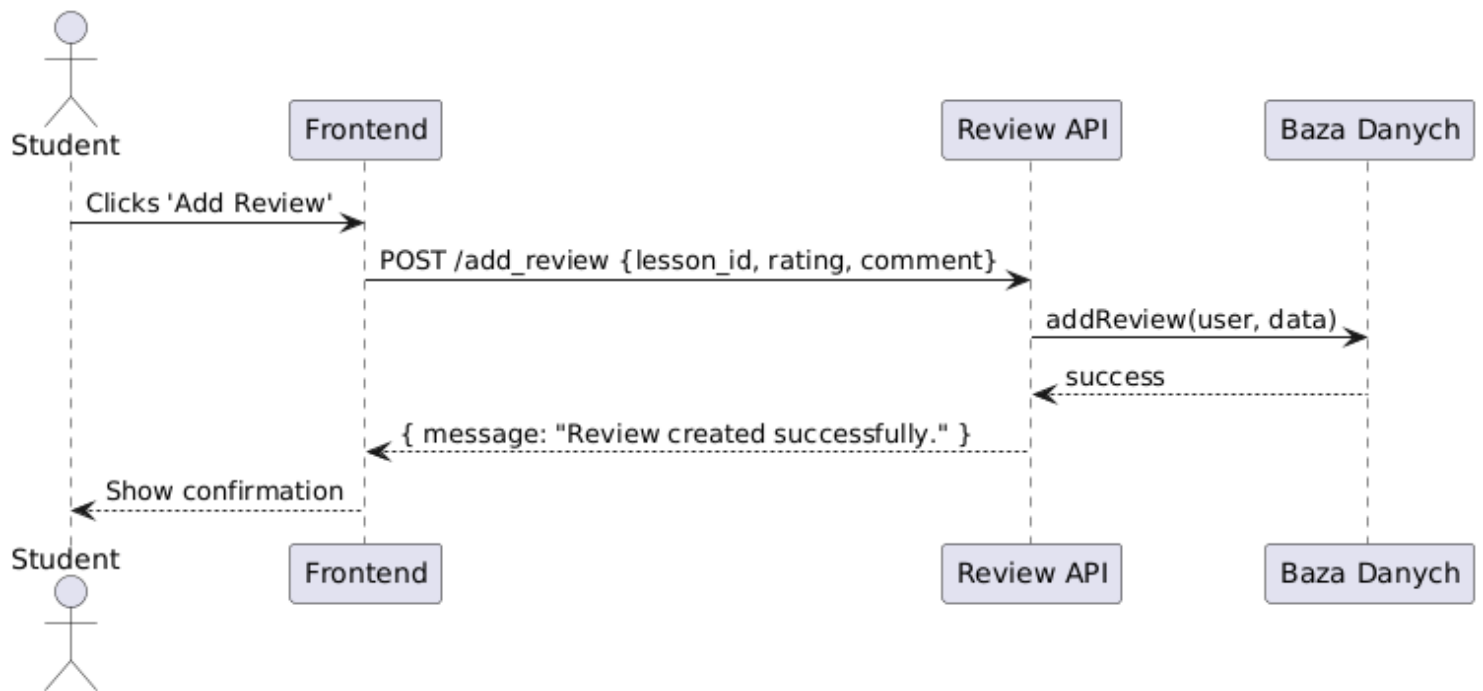 Student
Frontend
Review API
Baza Danych
Clicks 'Add Review'
POST /add_review {lesson_id, rating, comment}
addReview(user, data)
success
{ message: "Review created successfully." }
Show confirmation
Student
Frontend
Review API
Baza Danych